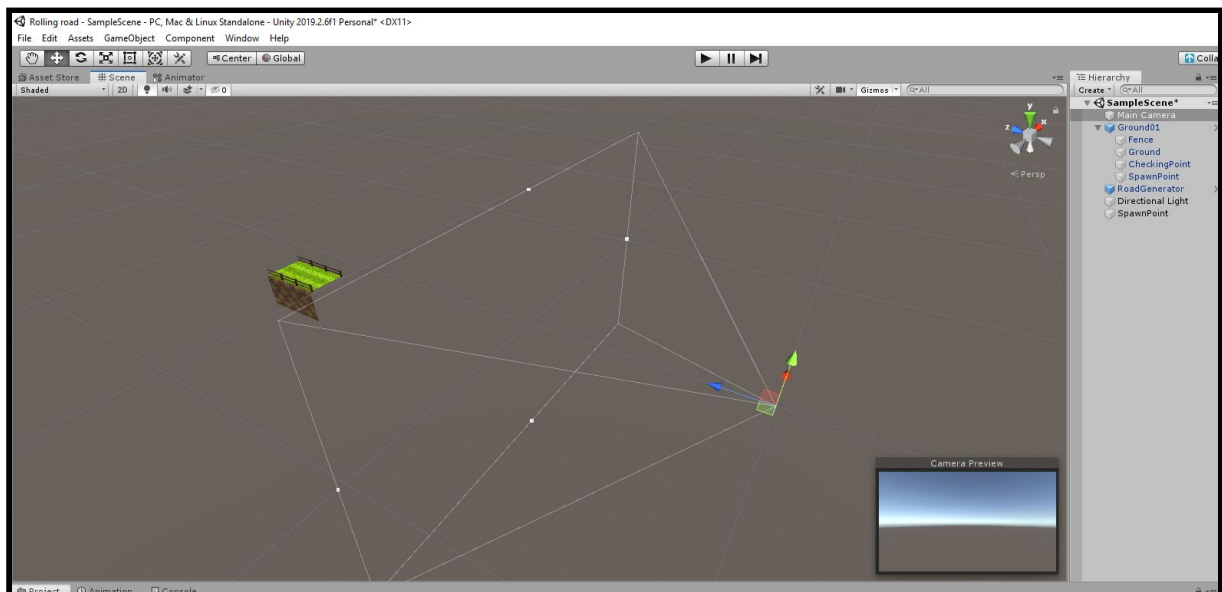 Rolling road - SampleScene - PC, Mac & Linux Standalone - Unity 2019.2.6f1 Personal* <DX11>
File Edit Assets GameObject Component Window Help
Center Global
Colla
Asset Store Scene Animator
Hierarchy
Shaded 2D 0 Gizmos All
Create All
SampleScene*
Main Camera
Ground01
Fence
Ground
CheckingPoint
SpawnPoint
RoadGenerator
Directional Light
SpawnPoint
y
x
z
Persp
Camera Preview
Project Animation Console